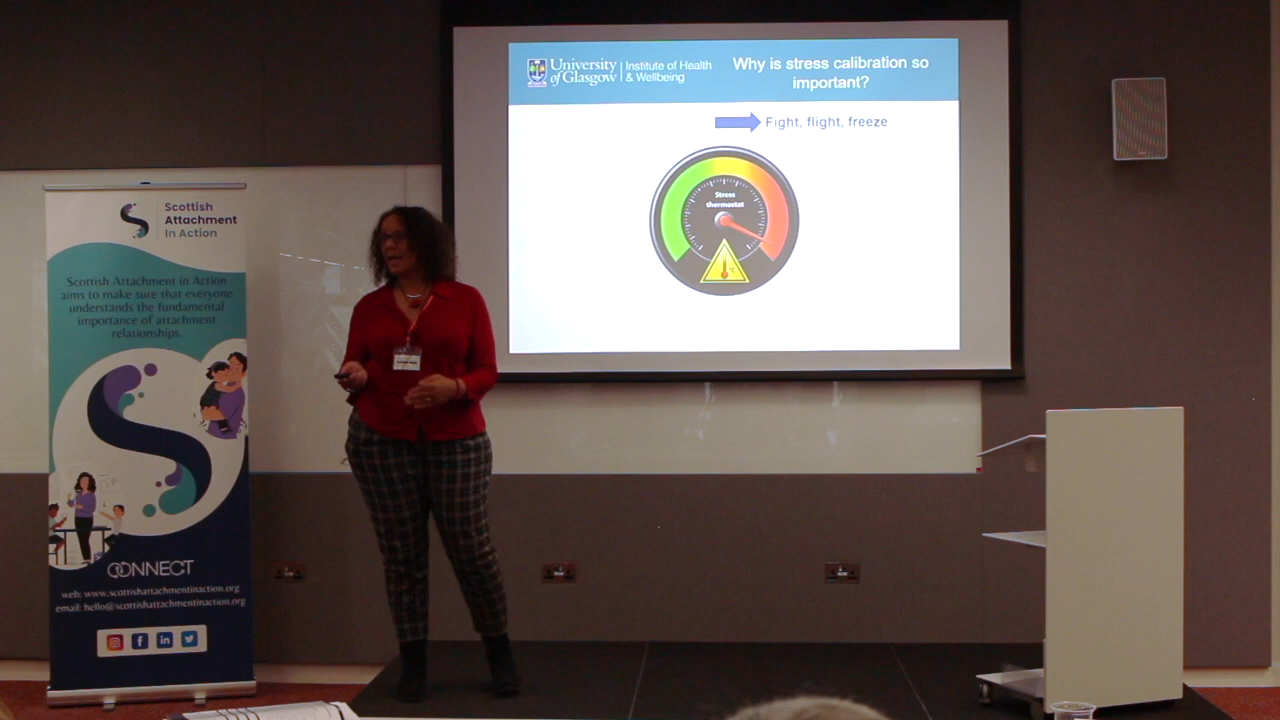 Scottish
Attachment
In Action
Scottish Attachment in Action
aims to make sure that everyone
understands the fundamental
importance of attachment
relationships.
CONNECT
web: www.scottishattachmentinaction.org
email: hello@scottishattachmentinaction.org
University
of Glasgow
Institute of Health
& Wellbeing
Why is stress calibration so
important?
Fight, flight, freeze
Stress
thermostat